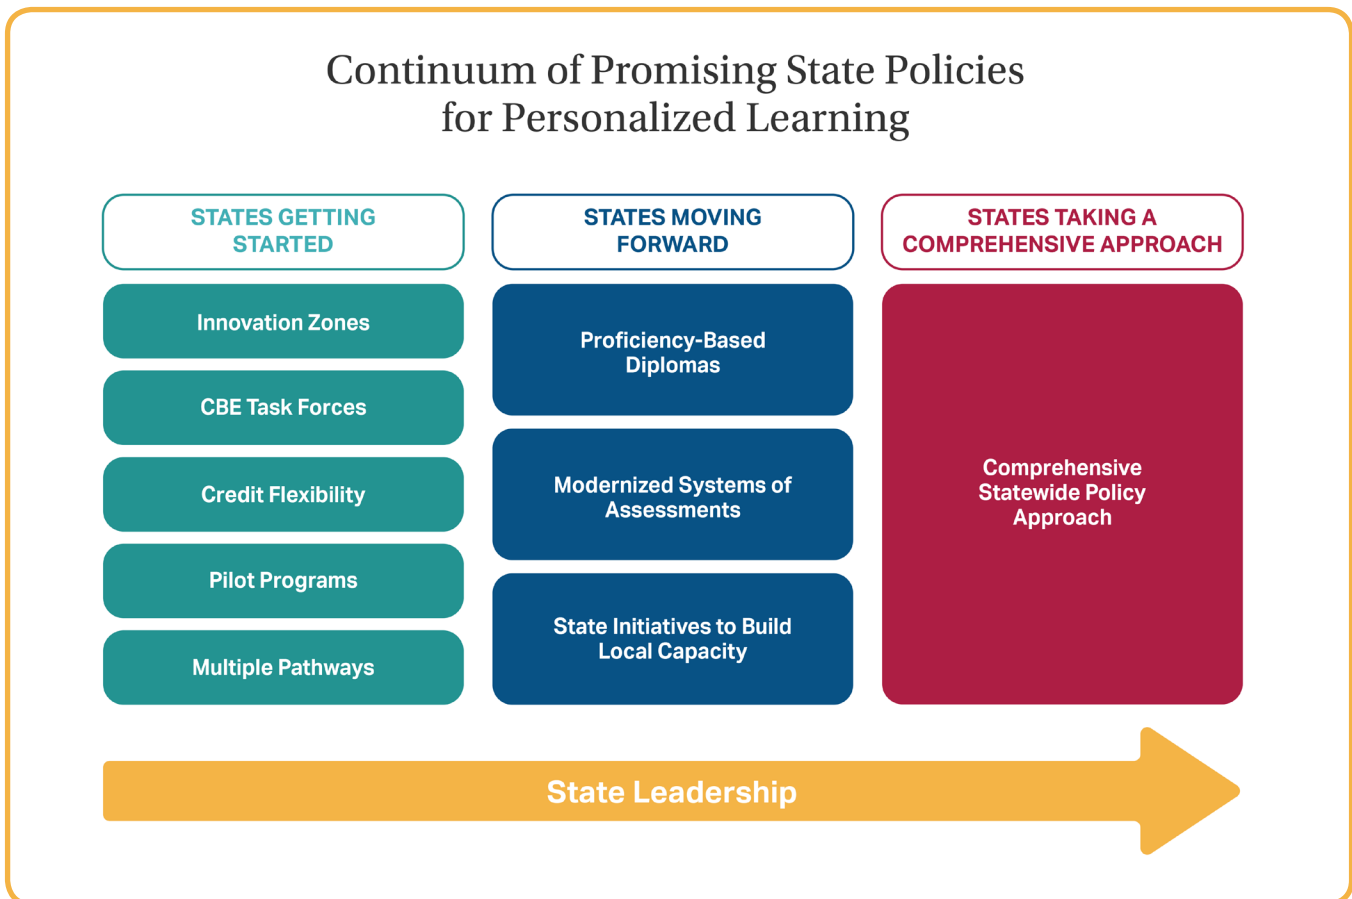 Continuum of Promising State Policies
for Personalized Learning
STATES GETTING
STARTED
Innovation Zones
CBE Task Forces
Credit Flexibility
Pilot Programs
Multiple Pathways
STATES MOVING
FORWARD
Proficiency-Based
Diplomas
Modernized Systems of
Assessments
State Initiatives to Build
Local Capacity
STATES TAKING A
COMPREHENSIVE APPROACH
Comprehensive
Statewide Policy
Approach
State Leadership